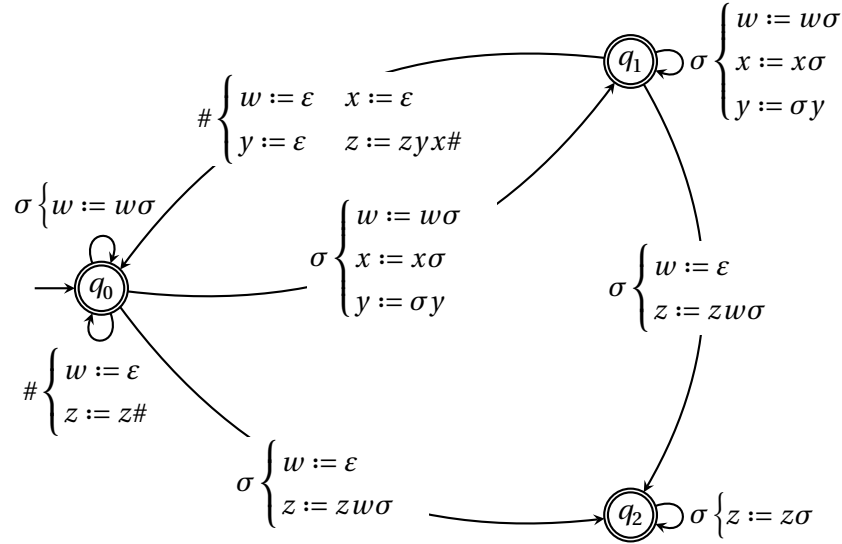 q₁
σ { w := wσ
x := xσ
y := σy
# { w := ε x := ε
y := ε z := zyx#
σ { w := wσ
σ { w := wσ
x := xσ
y := σy
q₀
σ { w := ε
z := zwσ
# { w := ε
z := z#
σ { w := ε
z := zwσ
q₂
σ { z := zσ